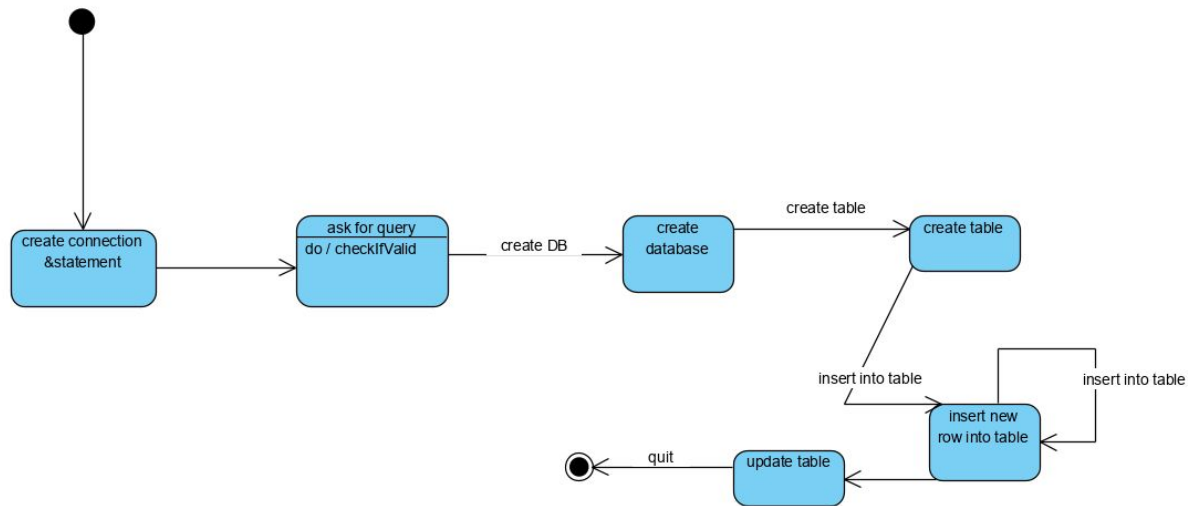 create connection
&statement
ask for query
do / checkIfValid
create DB
create
database
create table
create table
insert into table
insert into table
insert new
row into table
update table
quit